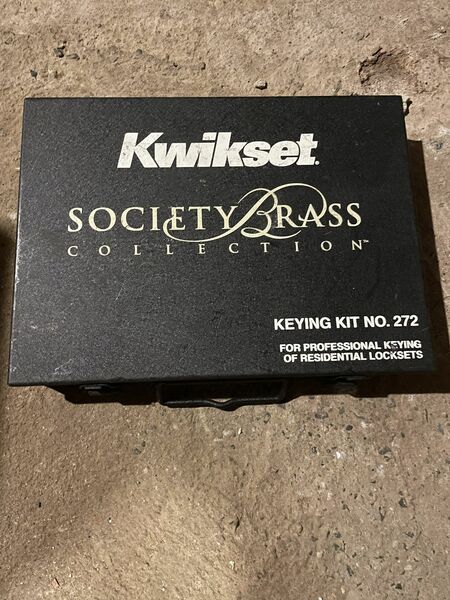 Kwikset.
SOCIETY BRASS
COLLECTION™
KEYING KIT NO. 272
FOR PROFESSIONAL KEYING
OF RESIDENTIAL LOCKSETS